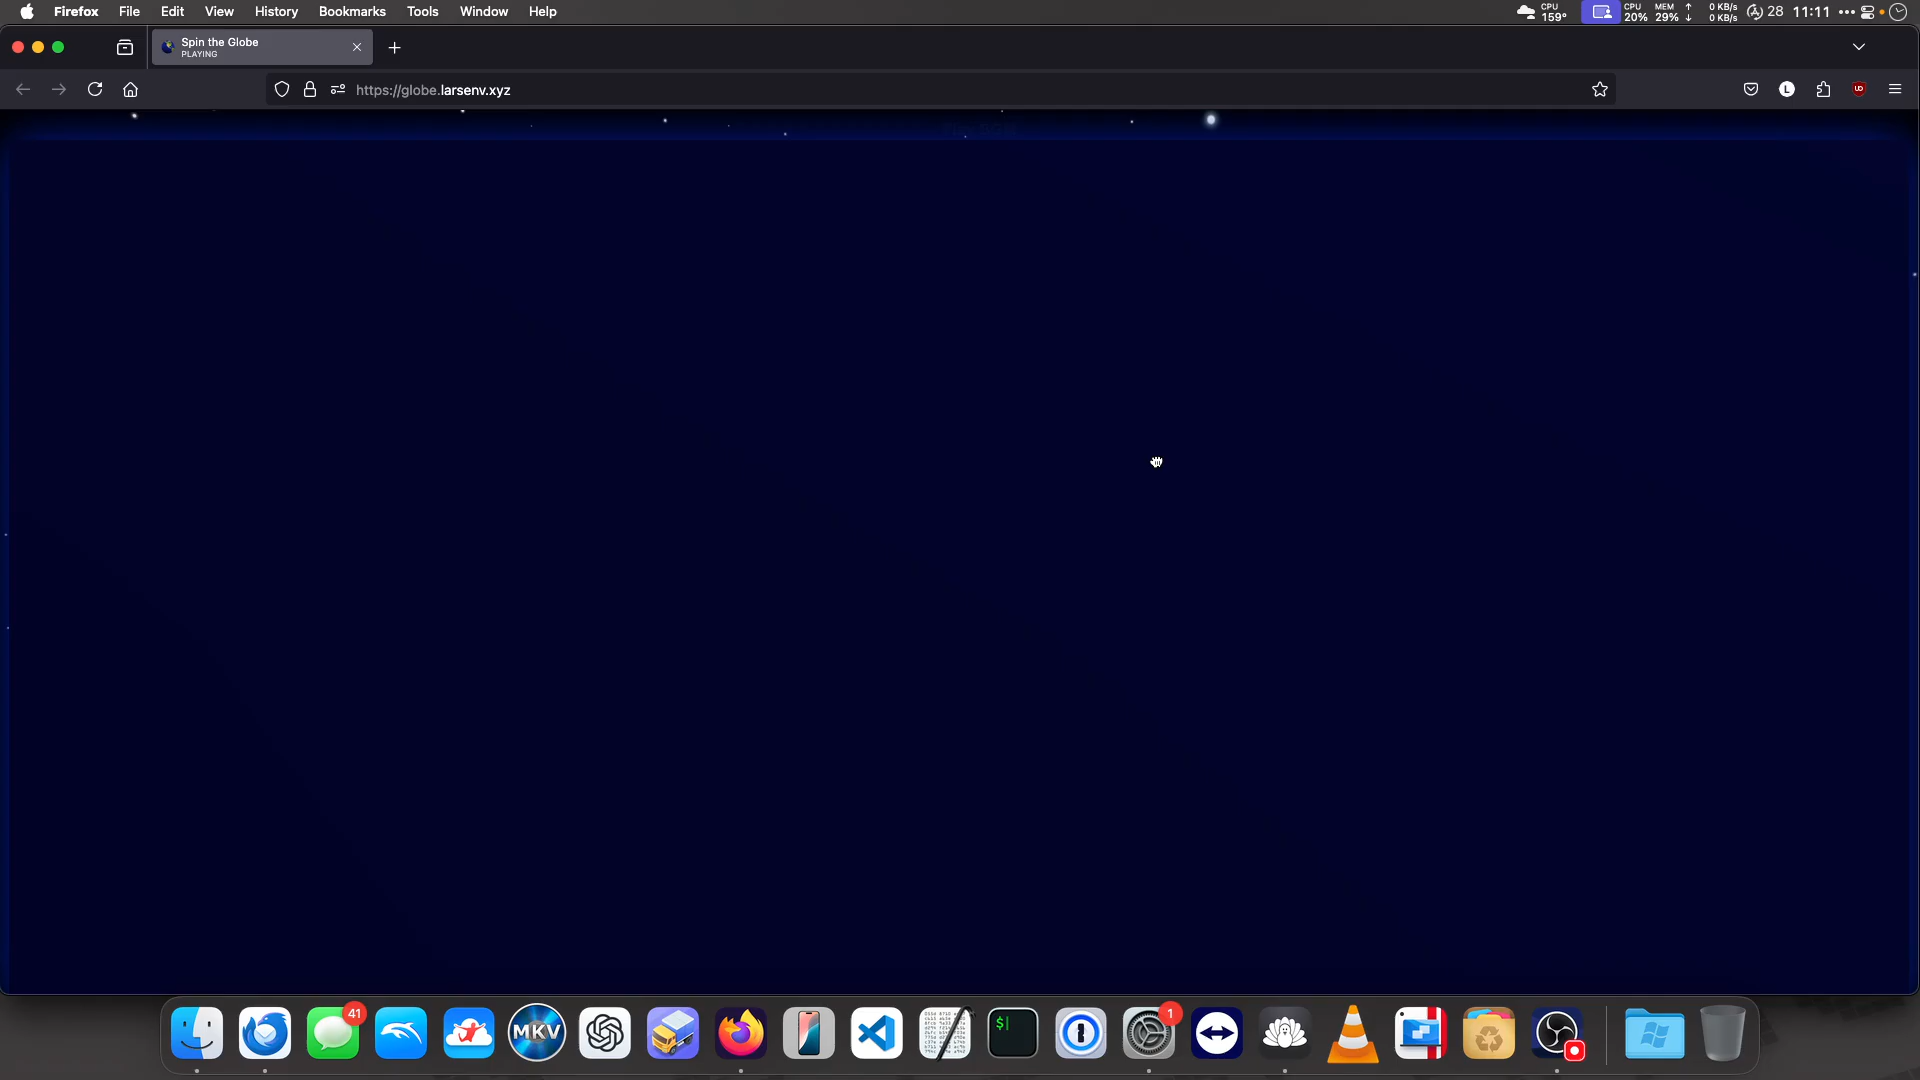 Firefox File Edit View History Bookmarks Tools Window Help
CPU 159° CPU 20% MEM 29% 0 KB/s 0 KB/s 28 11:11
Spin the Globe
PLAYING
https://globe.larsenv.xyz
L
UD
41
MKV
$
1